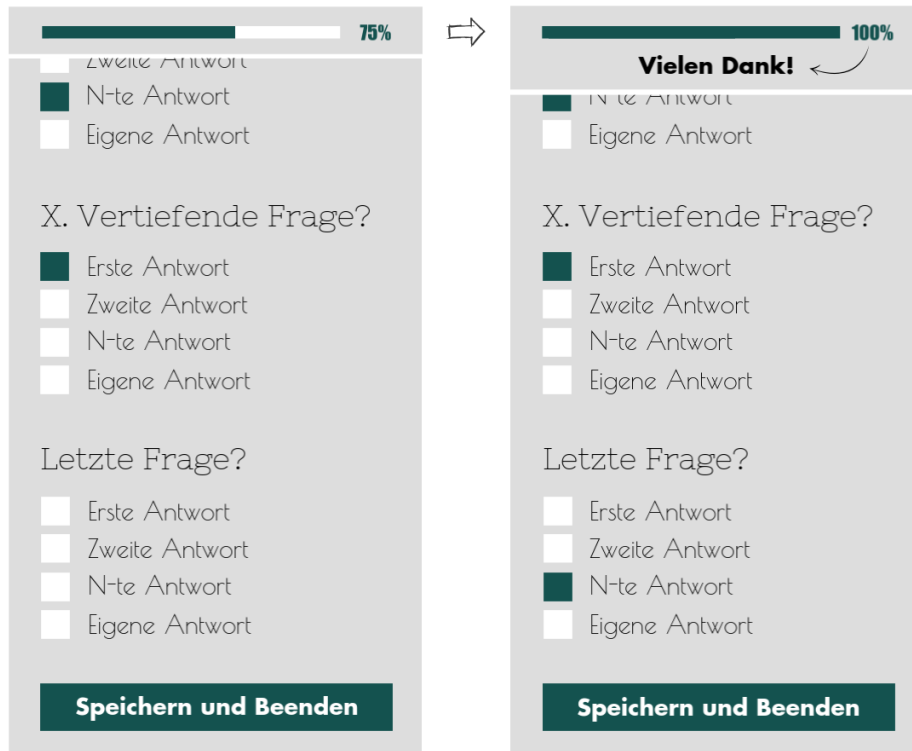 75%
Zweite Antwort
N-te Antwort
Eigene Antwort
X. Vertiefende Frage?
Erste Antwort
Zweite Antwort
N-te Antwort
Eigene Antwort
Letzte Frage?
Erste Antwort
Zweite Antwort
N-te Antwort
Eigene Antwort
Speichern und Beenden
100%
Vielen Dank!
N-te Antwort
Eigene Antwort
X. Vertiefende Frage?
Erste Antwort
Zweite Antwort
N-te Antwort
Eigene Antwort
Letzte Frage?
Erste Antwort
Zweite Antwort
N-te Antwort
Eigene Antwort
Speichern und Beenden